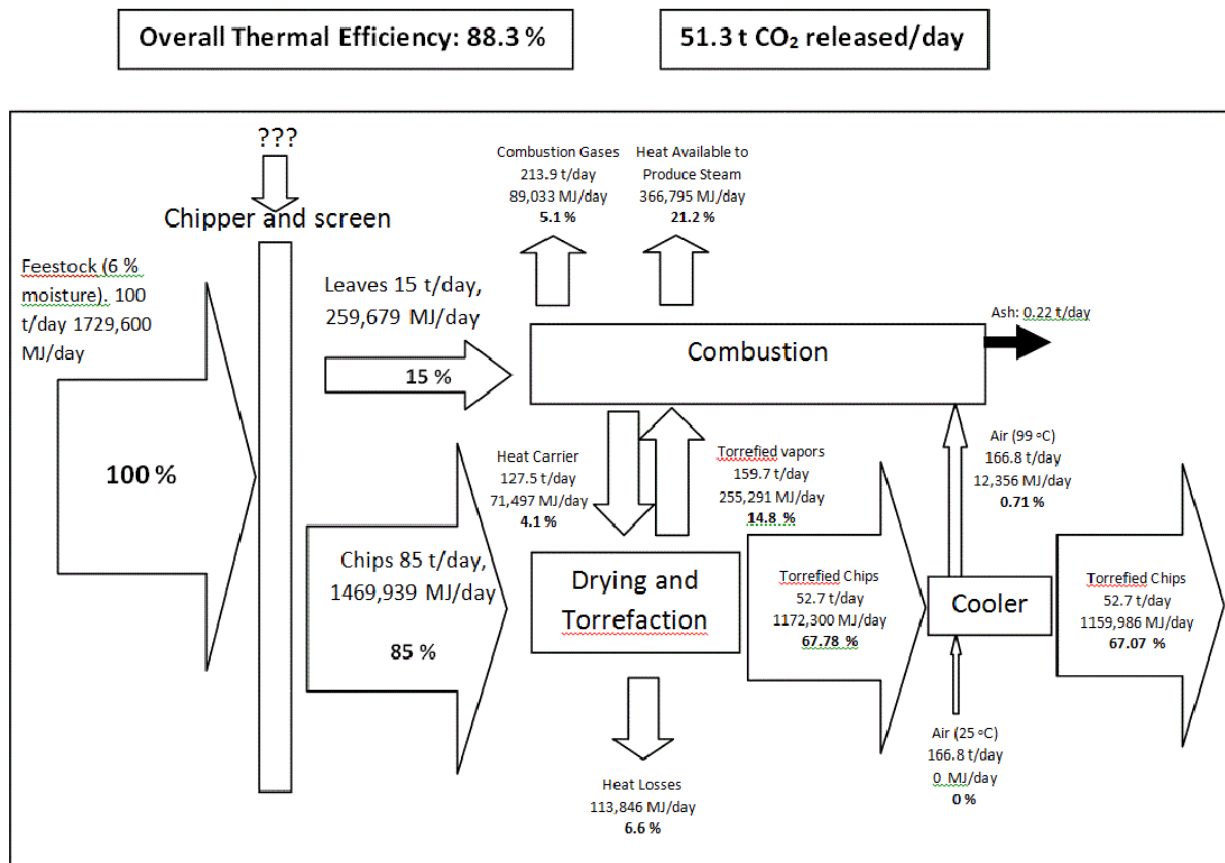 Overall Thermal Efficiency: 88.3 %
51.3 t CO₂ released/day
???
Chipper and screen
Feestock (6 %
moisture). 100
t/day 1729,600
MJ/day
100 %
Leaves 15 t/day,
259,679 MJ/day
15 %
Chips 85 t/day,
1469,939 MJ/day
85 %
Combustion Gases
213.9 t/day
89,033 MJ/day
5.1 %
Heat Available to
Produce Steam
366,795 MJ/day
21.2 %
Combustion
Ash: 0.22 t/day
Heat Carrier
127.5 t/day
71,497 MJ/day
4.1 %
Torrefied vapors
159.7 t/day
255,291 MJ/day
14.8 %
Drying and
Torrefaction
Heat Losses
113,846 MJ/day
6.6 %
Torrefied Chips
52.7 t/day
1172,300 MJ/day
67.78 %
Air (99 ºC)
166.8 t/day
12,356 MJ/day
0.71 %
Cooler
Air (25 ºC)
166.8 t/day
0 MJ/day
0 %
Torrefied Chips
52.7 t/day
1159,986 MJ/day
67.07 %